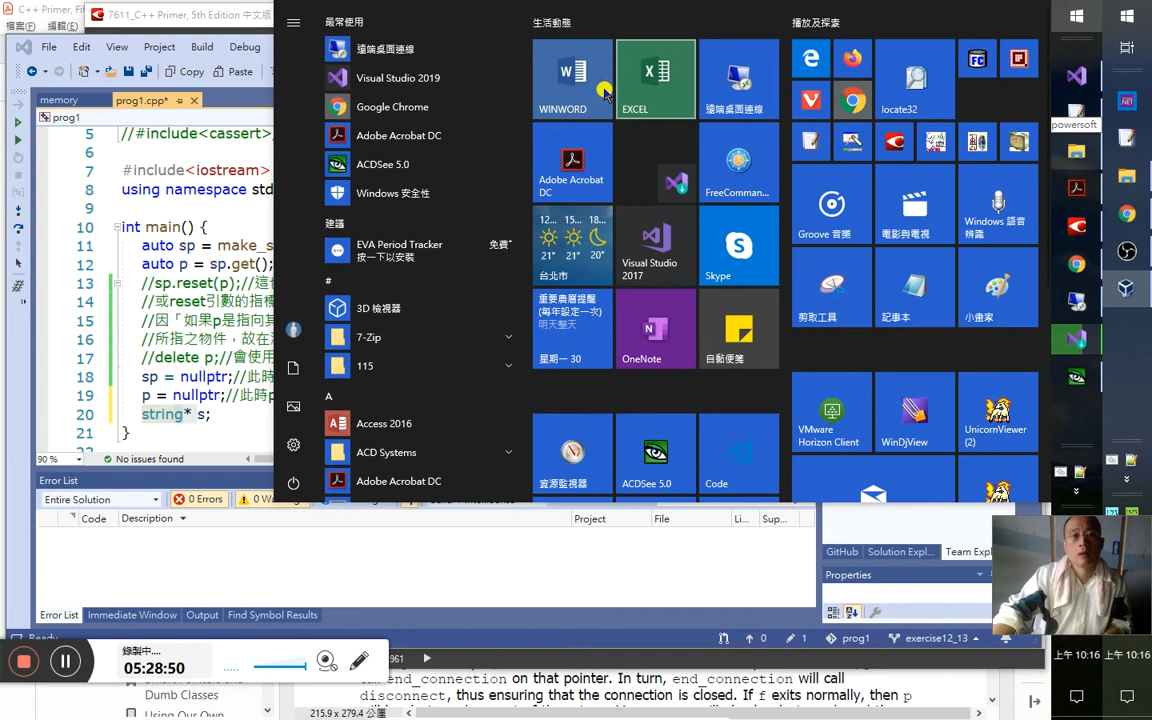 C++ Primer, Fi
7611_C++ Primer, 5th Edition 中文版
檔案(F) 編輯(E)
File Edit View Project Build Debug
Copy Paste
memory prog1.cpp
prog1
5 //#include<cassert>
6
7 #include<iostream>
8 using namespace std
9
10 int main() {
11 auto sp = make_s
12 auto p = sp.get();
13 //sp.reset(p);//這
14 //或reset引數的指標
15 //因「如果p是指向其
16 //所指之物件，故在
17 //delete p;//會使用
18 sp = nullptr;//此時
19 p = nullptr;//此時p
20 string* s;
21 }
90 % No issues found
Error List
Entire Solution 0 Errors 0 Wa
Code Description Project File Li... Sup...
Error List Immediate Window Output Find Symbol Results
Ready
最常使用
遠端桌面連線
Visual Studio 2019
Google Chrome
Adobe Acrobat DC
ACDSee 5.0
Windows 安全性
建議
EVA Period Tracker 免費*
按一下以安裝
#
3D 檢視器
7-Zip
115
A
Access 2016
ACD Systems
Adobe Acrobat DC
生活動態
WINWORD
EXCEL
遠端桌面連線
Adobe Acrobat DC
FreeComman...
12... 15... 18...
21° 21° 20°
台北市
Visual Studio 2017
Skype
重要農曆提醒
(每年設定一次)
明天整天
星期一 30
OneNote
自黏便箋
資源監視器
ACDSee 5.0
Code
播放及探索
locate32
Groove 音樂
電影與電視
Windows 語音辨識
剪取工具
記事本
小畫家
VMware Horizon Client
WinDjView
UnicornViewer (2)
powersoft
GitHub Solution Expl... Team Expl
Properties
0 1 prog1 exercise12_13
錄製中....
05:28:50
961
end_connection on that pointer. In turn, end_connection will call
disconnect, thus ensuring that the connection is closed. If f exits normally, then p
Dumb Classes
Using Our Own
215.9 x 279.4 公厘
上午 10:16 上午 10:16